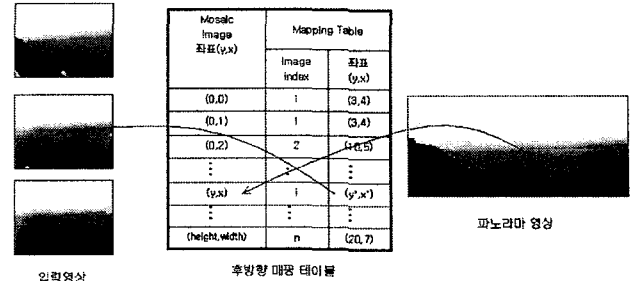 Mosaic
Image
좌표(y,x)
Mapping Table
Image
index
좌표
(y,x)
(0,0) i (3,4)
(0,1) 1 (3,4)
(0,2) 2 (10,5)
(y,x) i (y',x')
(height,width) n (20,7)
입력영상
후방향 매핑 테이블
파노라마 영상